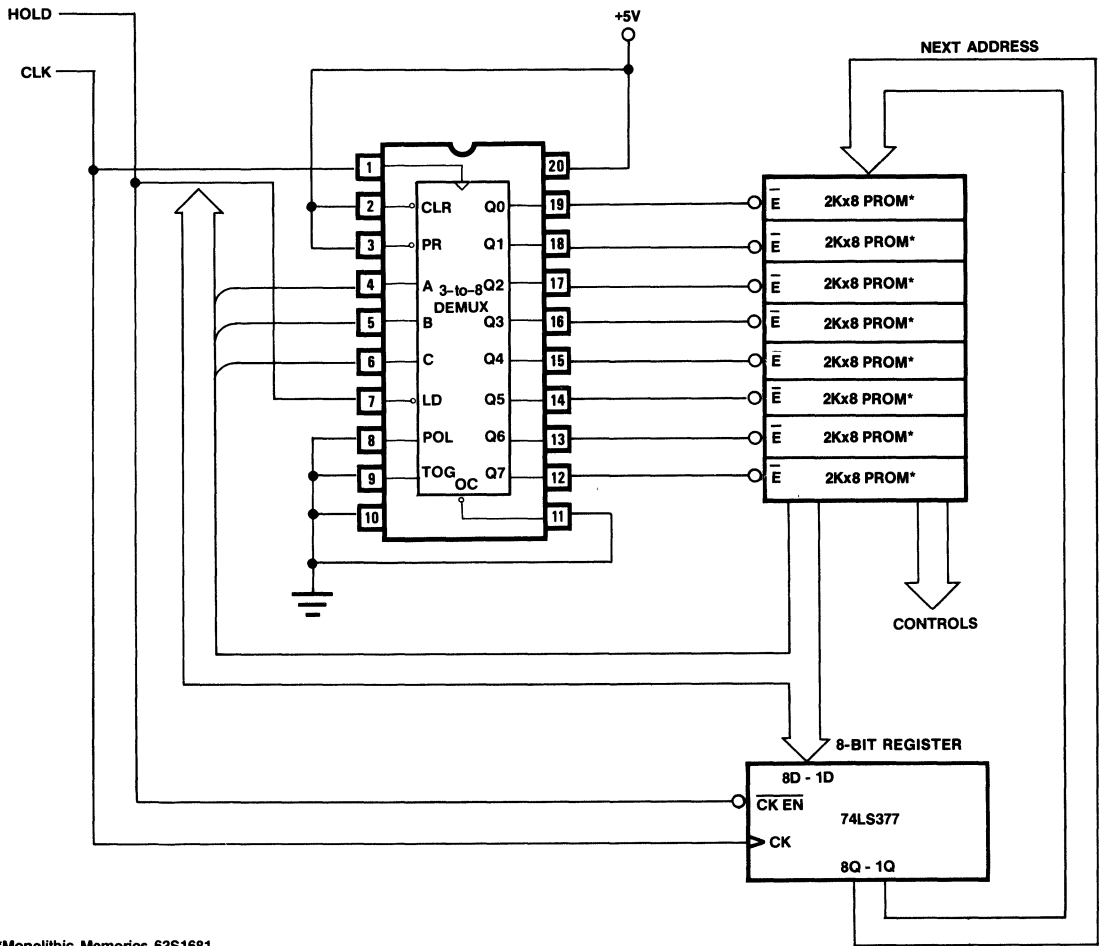 HOLD
CLK
+5V
NEXT ADDRESS
1
2
3
4
5
6
7
8
9
10
20
19
18
17
16
15
14
13
12
11
CLR
PR
A
B
C
LD
POL
TOG
OC
3-to-8
DEMUX
Q0
Q1
Q2
Q3
Q4
Q5
Q6
Q7
E 2Kx8 PROM*
E 2Kx8 PROM*
E 2Kx8 PROM*
E 2Kx8 PROM*
E 2Kx8 PROM*
E 2Kx8 PROM*
E 2Kx8 PROM*
E 2Kx8 PROM*
CONTROLS
8-BIT REGISTER
8D - 1D
CK EN
74LS377
CK
8Q - 1Q
*Monolithic Memories 63S1681